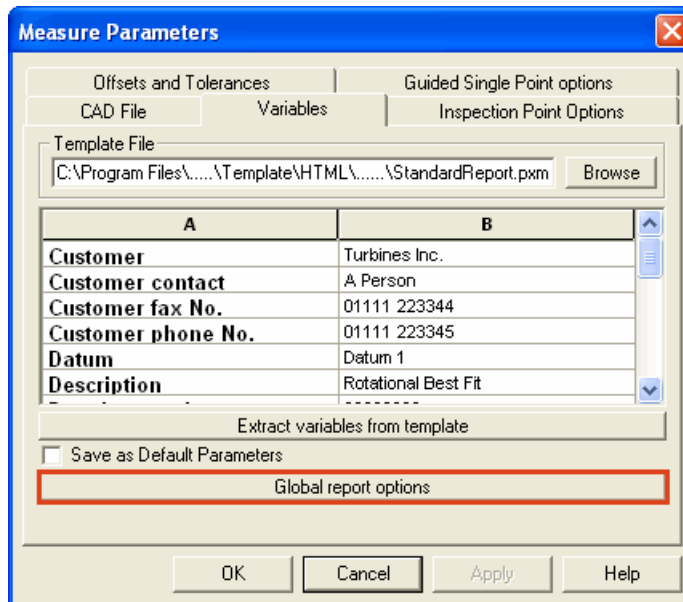 Measure Parameters
Offsets and Tolerances Guided Single Point options
CAD File Variables Inspection Point Options
Template File
C:\Program Files\.....\Template\HTML\......\StandardReport.pxm Browse
A B
Customer Turbines Inc.
Customer contact A Person
Customer fax No. 01111 223344
Customer phone No. 01111 223345
Datum Datum 1
Description Rotational Best Fit
Extract variables from template
Save as Default Parameters
Global report options
OK Cancel Apply Help